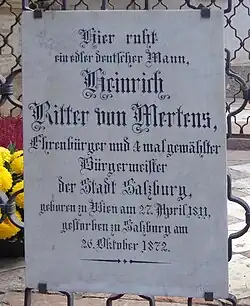 Hier ruht
ein edler deutscher Mann,
Heinrich
Ritter von Mertens,
Ehrenbürger und 4 mal gewählter
Bürgermeister
der Stadt Salzburg,
geboren zu Wien am 27. April 1811,
gestorben zu Salzburg am
26. Oktober 1872.